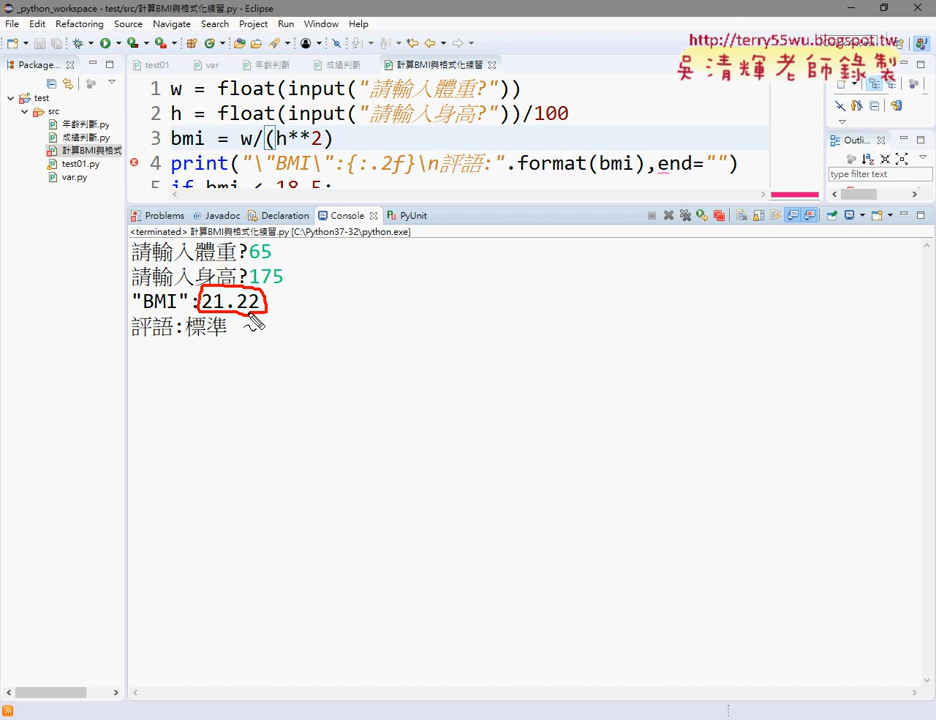 _python_workspace - test/src/計算BMI與格式化練習.py - Eclipse
File Edit Refactoring Source Navigate Search Project Run Window Help
http://terry55wu.blogspot.tw
吳清輝老師錄製
Package...
test01
var
年齡判斷
成績判斷
計算BMI與格式化練習
test
src
年齡判斷.py
成績判斷.py
計算BMI與格式
test01.py
var.py
1 w = float(input("請輸入體重?"))
2 h = float(input("請輸入身高?"))/100
3 bmi = w/(h**2)
4 print("\"BMI\":{:.2f}\n評語:".format(bmi),end="")
5 if bmi < 18.5:
Outli...
type filter text
Problems Javadoc Declaration Console PyUnit
<terminated> 計算BMI與格式化練習.py [C:\Python37-32\python.exe]
請輸入體重?65
請輸入身高?175
"BMI":21.22
評語:標準